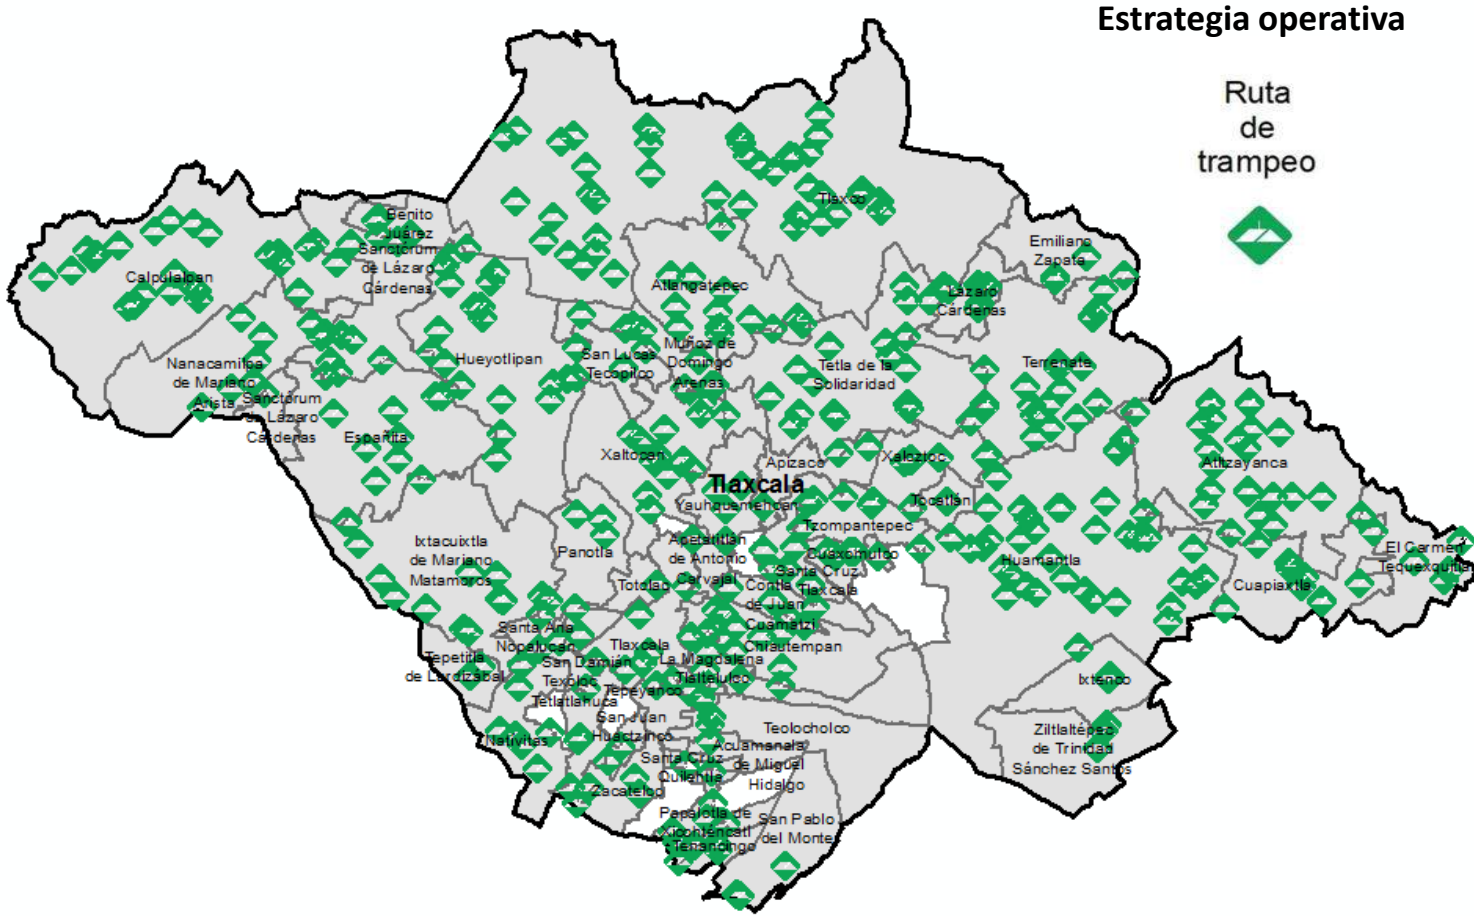 Estrategia operativa
Ruta
de
trampeo
Benito
Juárez
Sanctórum
de Lázaro
Cárdenas
Calpulalpan
Tlaxco
Emiliano
Zapata
Atlangatepec
Lázaro
Cárdenas
Nanacamilpa
de Mariano
Arista
Sanctórum
de Lázaro
Cárdenas
Hueyotlipan
San Lucas
Tecopilco
Muñoz de
Domingo
Arenas
Tetla de la
Solidaridad
Terrenate
Españita
Xaltocan
Apizaco
Xaloztoc
Atltzayanca
Tlaxcala
Yauhquemehcan
Tocatlán
Tzompantepec
Ixtacuixtla
de Mariano
Matamoros
Panotla
Apetatitlán
de Antonio
Carvajal
Cuaxomulco
Santa Cruz
Tlaxcala
Huamantla
El Carmen
Tequexquitla
Cuapiaxtla
Totolac
Contla
de Juan
Cuamatzi
Santa Ana
Nopalucan
Tlaxcala
Chiautempan
La Magdalena
Tlaltelulco
Tepetitla
de Lardizábal
San Damián
Texóloc
Tetlatlahuca
Tepeyanco
Ixtenco
San Juan
Huactzinco
Nativitas
Teolocholco
Acuamanala
de Miguel
Hidalgo
Santa Cruz
Quilehtla
Ziltlaltépec
de Trinidad
Sánchez Santos
Zacatelco
Papalotla de
Xicohténcatl
Tenancingo
San Pablo
del Monte